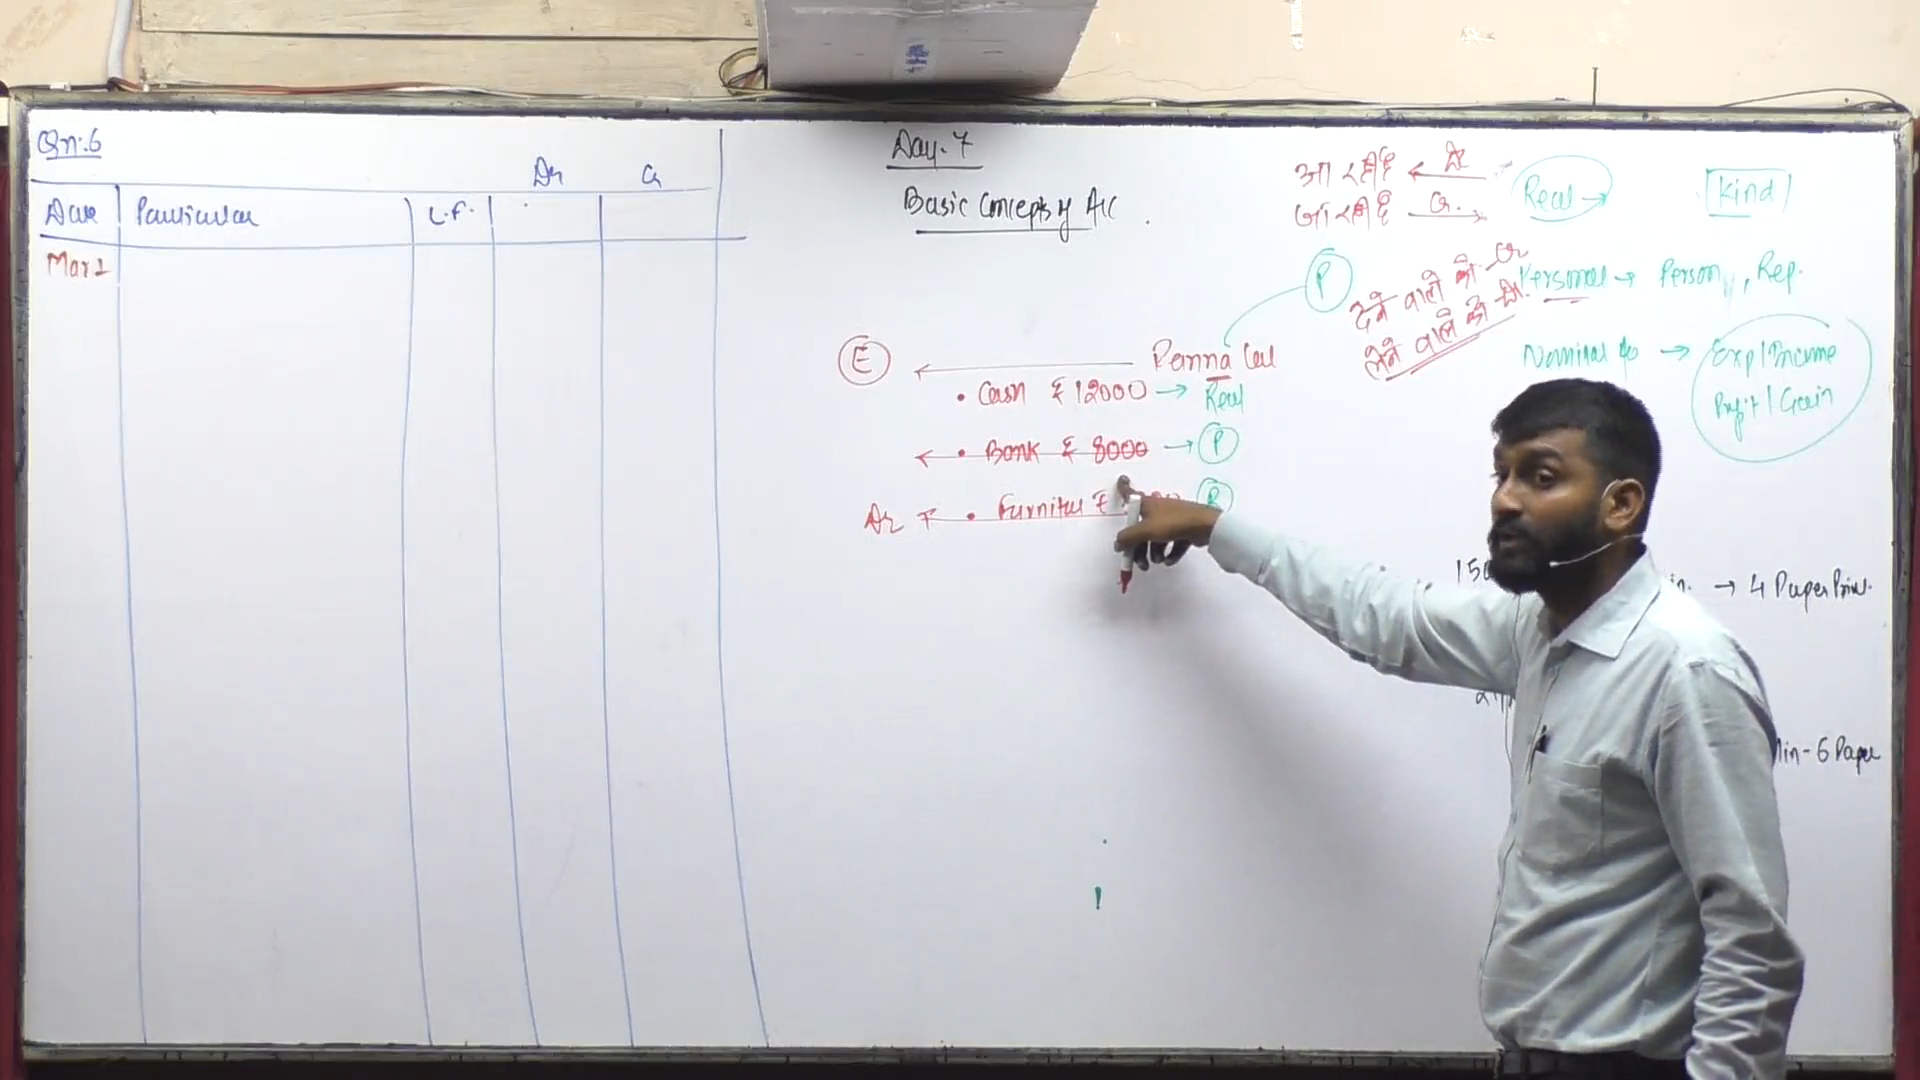 Qn:6
Dr Cr
Date Particular L.F.
Mar 1
Day. 7
Basic Concepts of A/C
आ रही है ← Dr
जा रही है Cr. →
Real →
Kind
P
देने वाले को Cr
लेने वाले को Dr.
Personal → Person, Rep.
Nominal → Exp/Income
Profit/Gain
E
• Cash ₹ 12000 → Real
← • Bank ₹ 8000 → P
Dr ← • Furniture ₹
→ 4 Paper
Min - 6 Paper